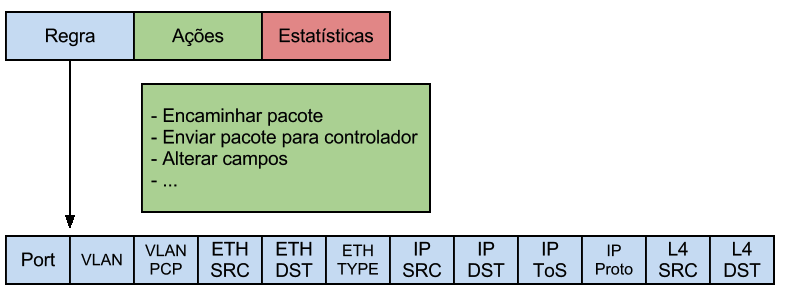 Regra Ações Estatísticas
- Encaminhar pacote
- Enviar pacote para controlador
- Alterar campos
- ...
Port VLAN VLAN PCP ETH SRC ETH DST ETH TYPE IP SRC IP DST IP ToS IP Proto L4 SRC L4 DST